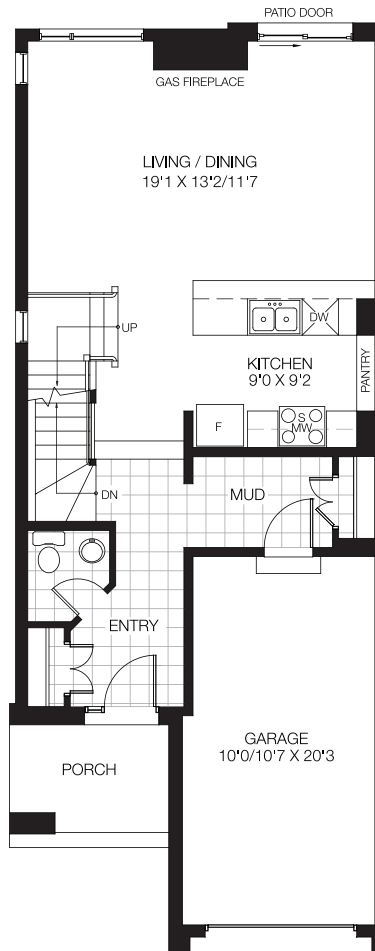 PATIO DOOR
GAS FIREPLACE
LIVING / DINING
19'1 X 13'2/11'7
UP
DW
KITCHEN
9'0 X 9'2
PANTRY
F
S
MW
DN
MUD
ENTRY
GARAGE
10'0/10'7 X 20'3
PORCH